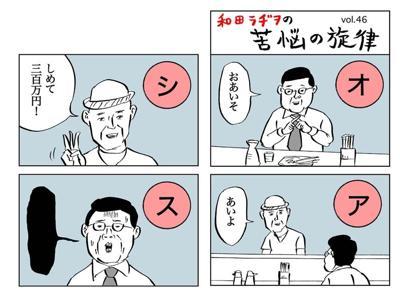 和田ラヂヲの
苦悩の旋律
vol.46
オ
おあいそ
ア
あいよ
シ
しめて
三百万円!
ス